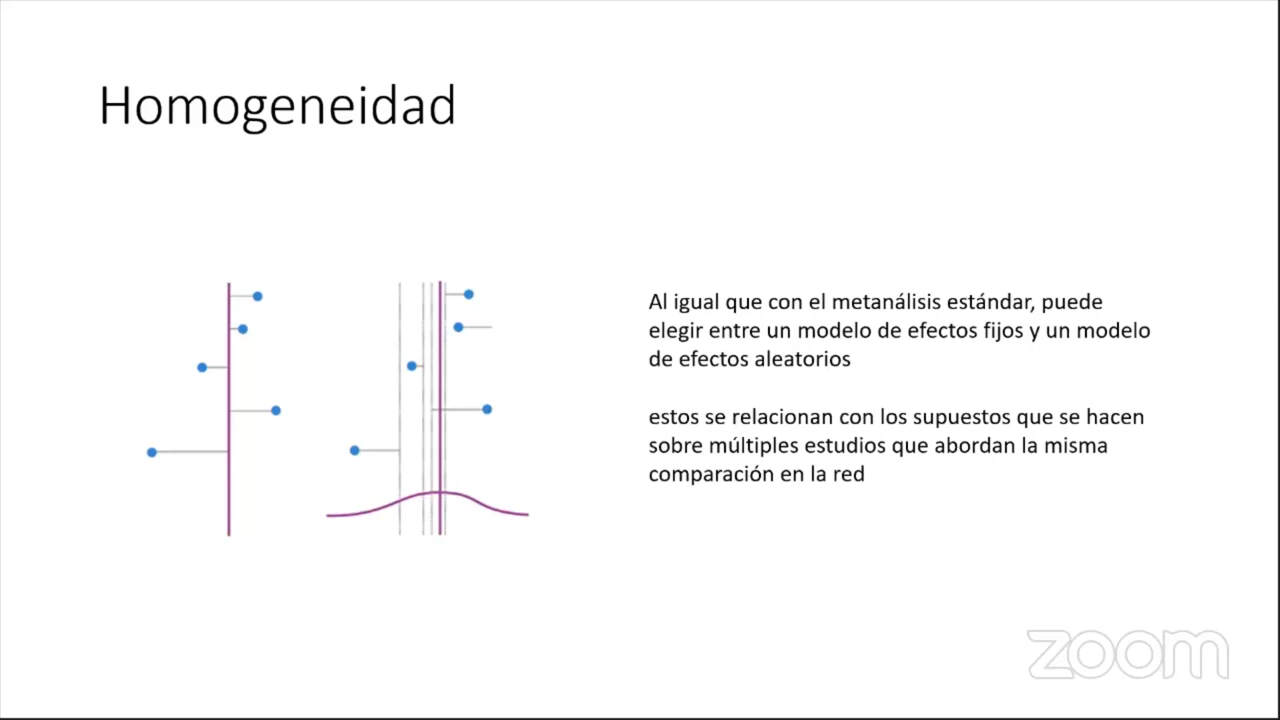 Homogeneidad
Al igual que con el metanálisis estándar, puede
elegir entre un modelo de efectos fijos y un modelo
de efectos aleatorios
estos se relacionan con los supuestos que se hacen
sobre múltiples estudios que abordan la misma
comparación en la red
zoom